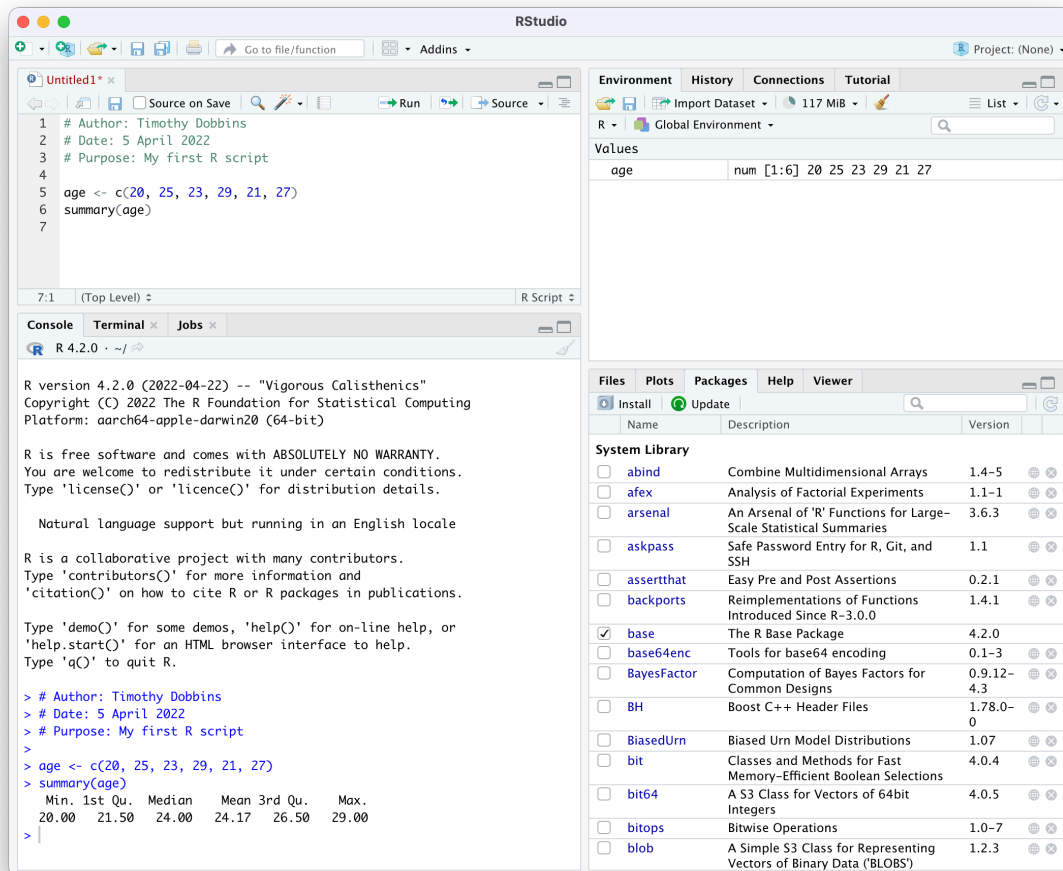 RStudio
Go to file/function
Addins
Project: (None)
Untitled1*
Source on Save
Run
Source
1 # Author: Timothy Dobbins
2 # Date: 5 April 2022
3 # Purpose: My first R script
4
5 age <- c(20, 25, 23, 29, 21, 27)
6 summary(age)
7
7:1 (Top Level) R Script
Console Terminal Jobs
R 4.2.0 · ~/
R version 4.2.0 (2022-04-22) -- "Vigorous Calisthenics"
Copyright (C) 2022 The R Foundation for Statistical Computing
Platform: aarch64-apple-darwin20 (64-bit)
R is free software and comes with ABSOLUTELY NO WARRANTY.
You are welcome to redistribute it under certain conditions.
Type 'license()' or 'licence()' for distribution details.
Natural language support but running in an English locale
R is a collaborative project with many contributors.
Type 'contributors()' for more information and
'citation()' on how to cite R or R packages in publications.
Type 'demo()' for some demos, 'help()' for on-line help, or
'help.start()' for an HTML browser interface to help.
Type 'q()' to quit R.
> # Author: Timothy Dobbins
> # Date: 5 April 2022
> # Purpose: My first R script
>
> age <- c(20, 25, 23, 29, 21, 27)
> summary(age)
Min. 1st Qu. Median Mean 3rd Qu. Max.
20.00 21.50 24.00 24.17 26.50 29.00
>
Environment History Connections Tutorial
Import Dataset 117 MiB List
R Global Environment
Values
age num [1:6] 20 25 23 29 21 27
Files Plots Packages Help Viewer
Install Update
Name Description Version
System Library
abind Combine Multidimensional Arrays 1.4-5
afex Analysis of Factorial Experiments 1.1-1
arsenal An Arsenal of 'R' Functions for Large- 3.6.3
Scale Statistical Summaries
askpass Safe Password Entry for R, Git, and 1.1
SSH
assertthat Easy Pre and Post Assertions 0.2.1
backports Reimplementations of Functions 1.4.1
Introduced Since R-3.0.0
base The R Base Package 4.2.0
base64enc Tools for base64 encoding 0.1-3
BayesFactor Computation of Bayes Factors for 0.9.12-
Common Designs 4.3
BH Boost C++ Header Files 1.78.0-
0
BiasedUrn Biased Urn Model Distributions 1.07
bit Classes and Methods for Fast 4.0.4
Memory-Efficient Boolean Selections
bit64 A S3 Class for Vectors of 64bit 4.0.5
Integers
bitops Bitwise Operations 1.0-7
blob A Simple S3 Class for Representing 1.2.3
Vectors of Binary Data ('BLOBS')